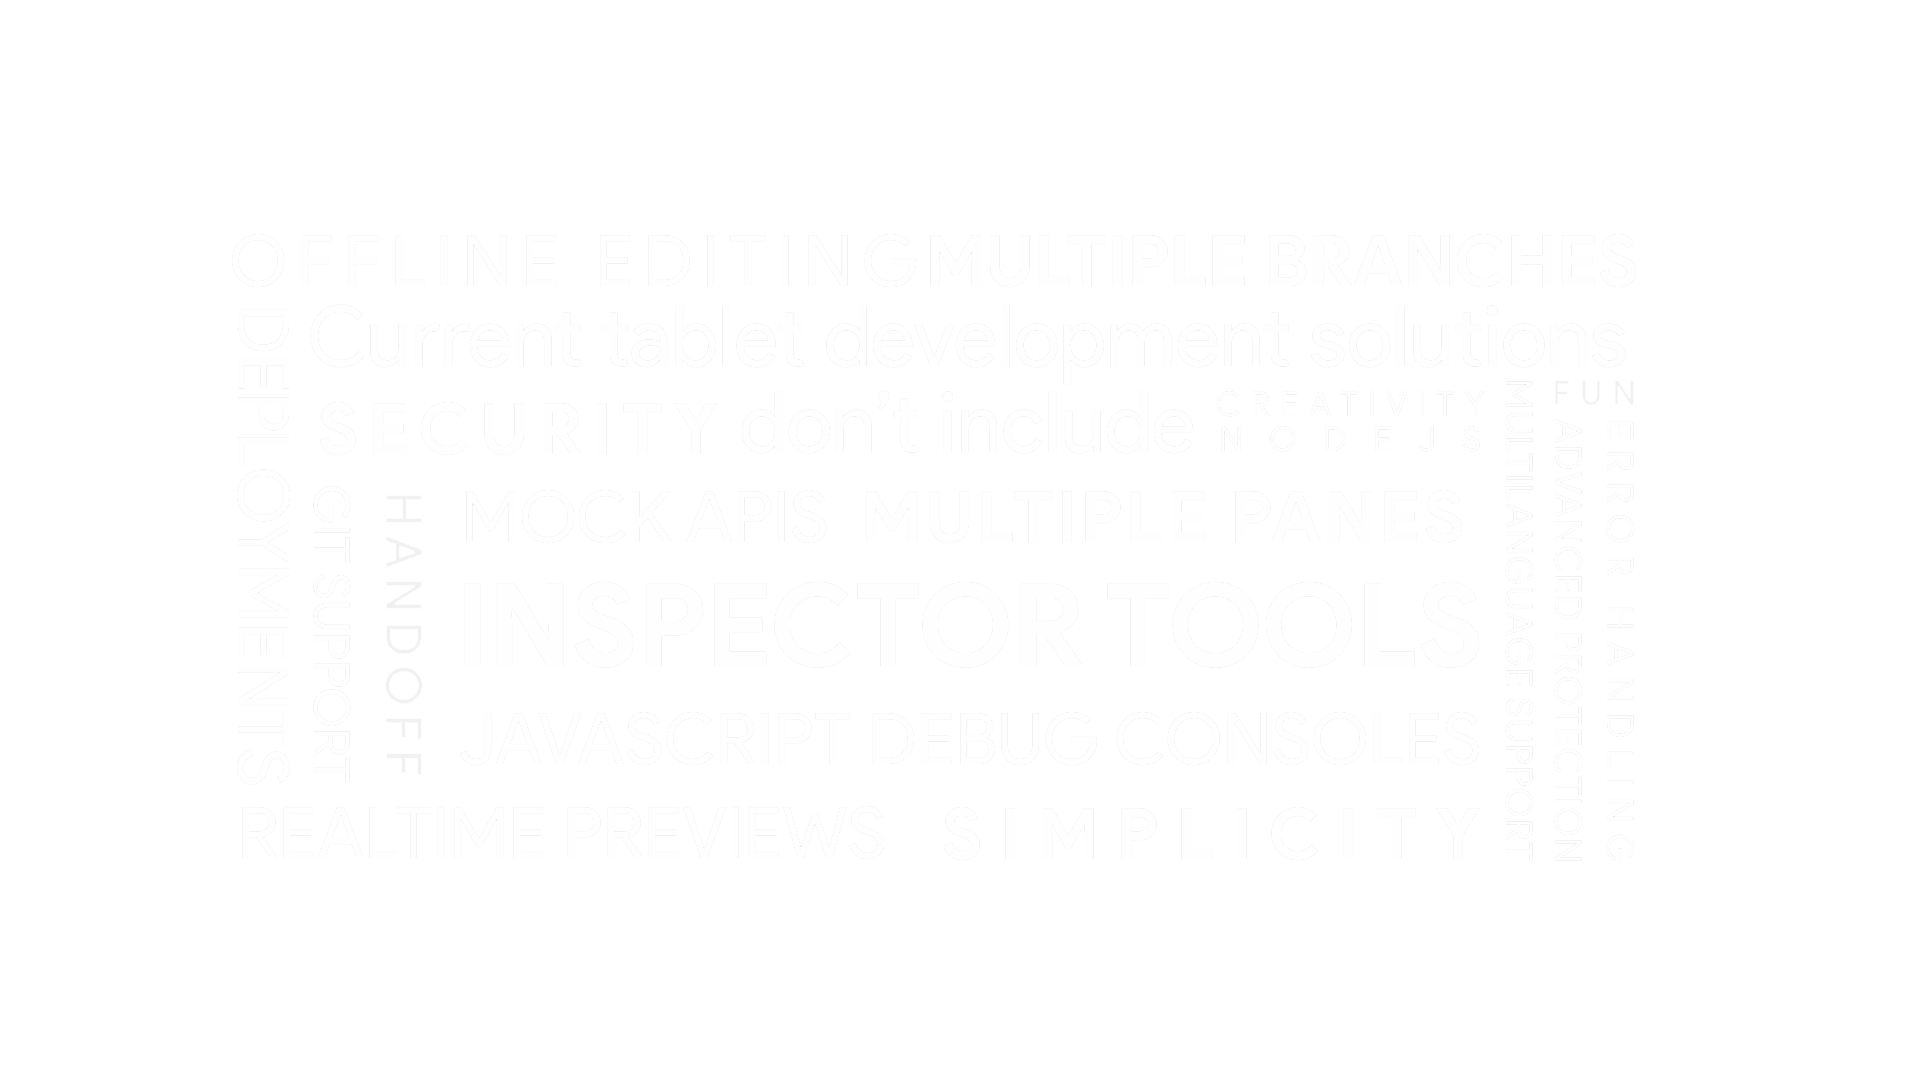 OFFLINE EDITING MULTIPLE BRANCHES
DEPLOYMENTS
Current tablet development solutions
SECURITY don't include CREATIVITY
NODEJS
FUN
MULTILANGUAGE SUPPORT
ADVANCED PROTECTION
ERROR HANDLING
GIT SUPPORT
HANDOFF
MOCK APIS MULTIPLE PANES
INSPECTOR TOOLS
JAVASCRIPT DEBUG CONSOLES
REALTIME PREVIEWS SIMPLICITY